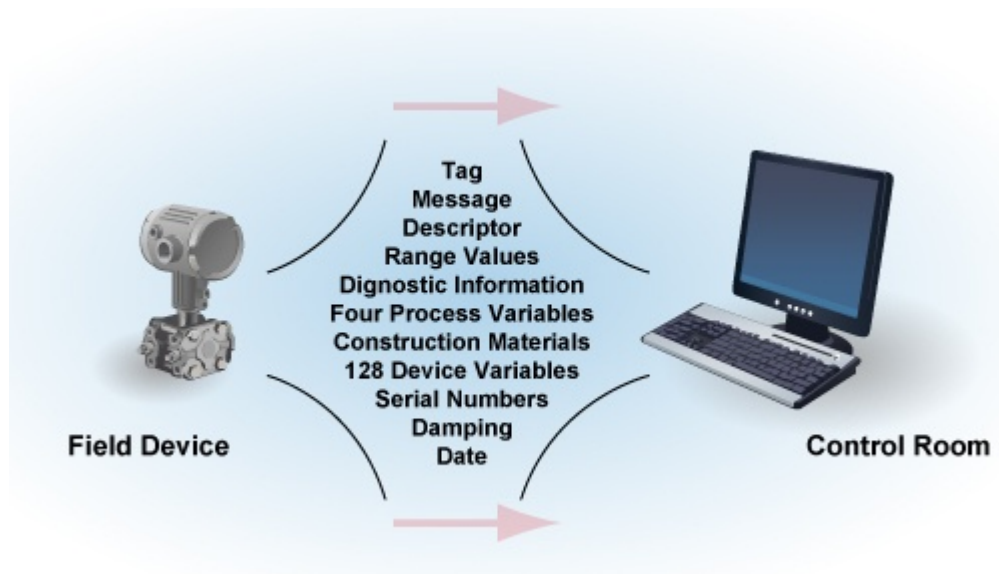 Tag
Message
Descriptor
Range Values
Dignostic Information
Four Process Variables
Construction Materials
128 Device Variables
Serial Numbers
Damping
Date
Field Device
Control Room